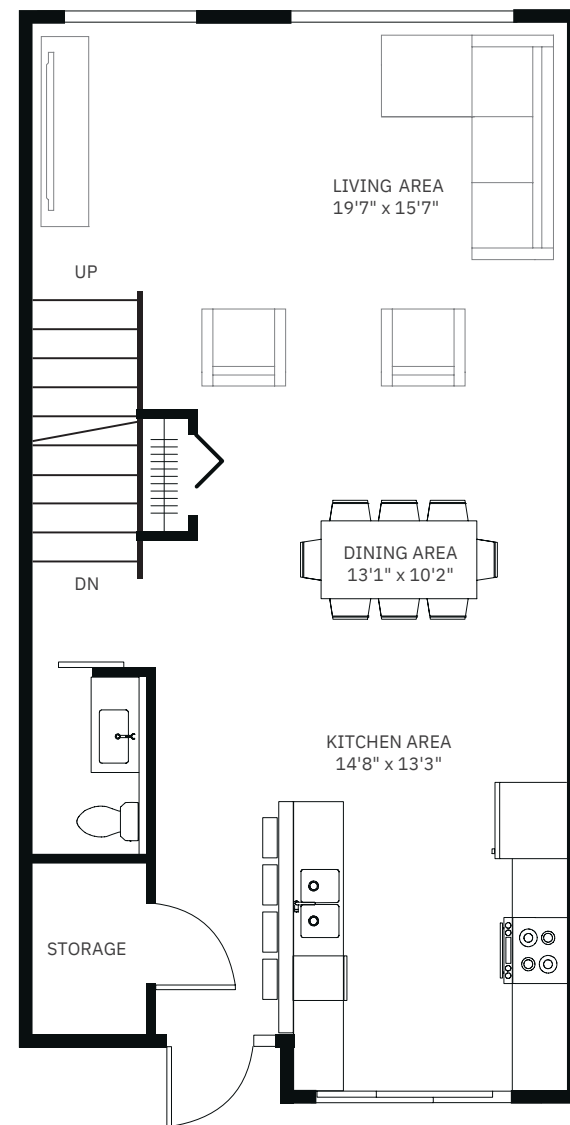 LIVING AREA
19'7" x 15'7"
UP
DINING AREA
13'1" x 10'2"
DN
KITCHEN AREA
14'8" x 13'3"
STORAGE